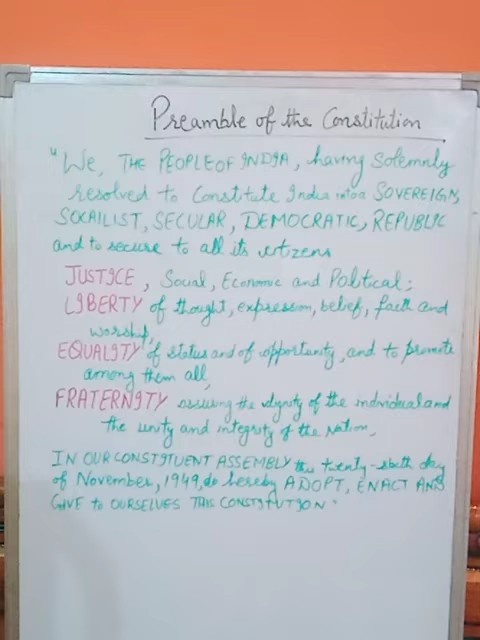 Preamble of the Constitution
"WE, THE PEOPLE OF INDIA, having solemnly
resolved to Constitute India into a SOVEREIGN,
SOCAILIST, SECULAR, DEMOCRATIC, REPUBLIC
and to secure to all its citizens
JUSTICE, Social, Economic and Political;
LIBERTY of thought, expression, belief, faith and
worship,
EQUALITY of status and of opportunity, and to promote
among them all,
FRATERNITY assuring the dignity of the individual and
the unity and integrity of the Nation,
IN OUR CONSTITUENT ASSEMBLY this twenty-sixth day
of November, 1949, do hereby ADOPT, ENACT AND
GIVE to OURSELVES THIS CONSTITUTION"